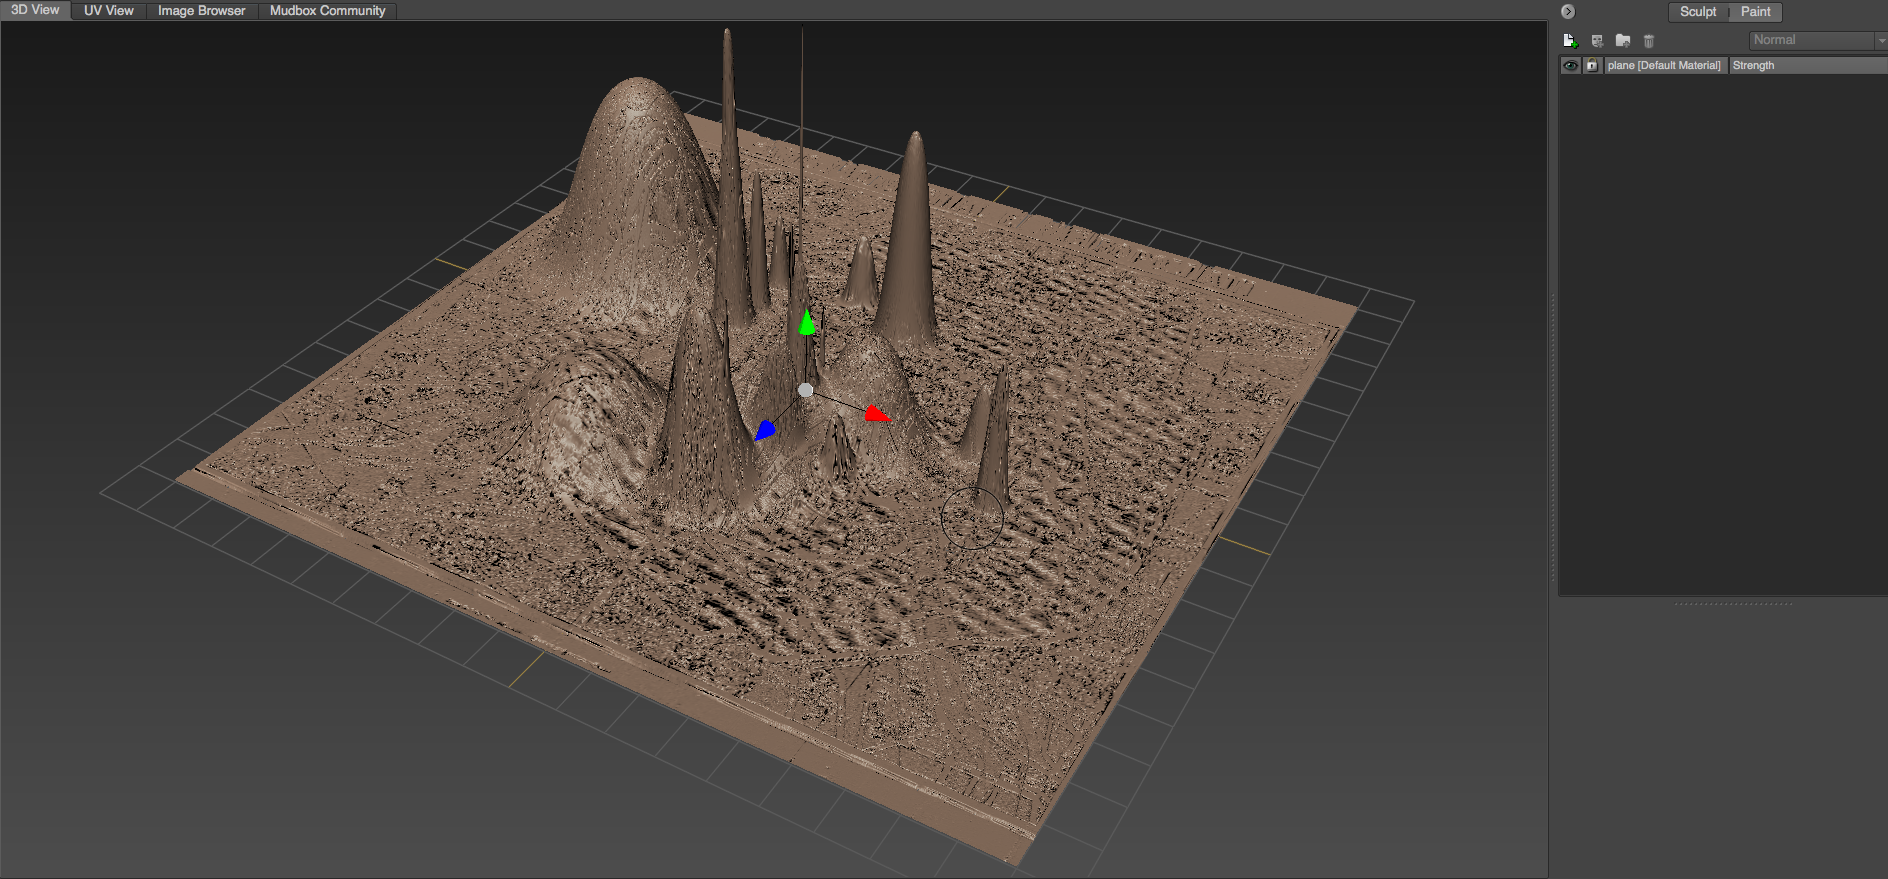 3D View UV View Image Browser Mudbox Community
Sculpt Paint
Normal
plane [Default Material] Strength